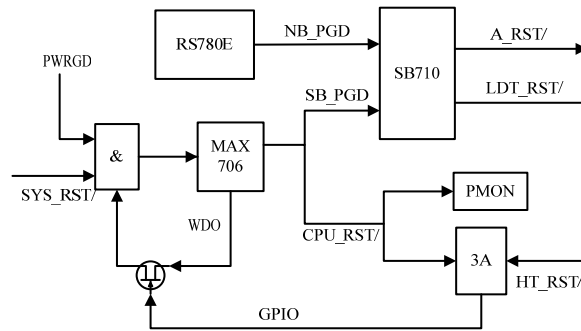 NB_PGD
A_RST/
RS780E
PWRGD
SB710
SB_PGD
LDT_RST/
&
MAX
706
SYS_RST/
PMON
WDO
CPU_RST/
3A
HT_RST/
GPIO